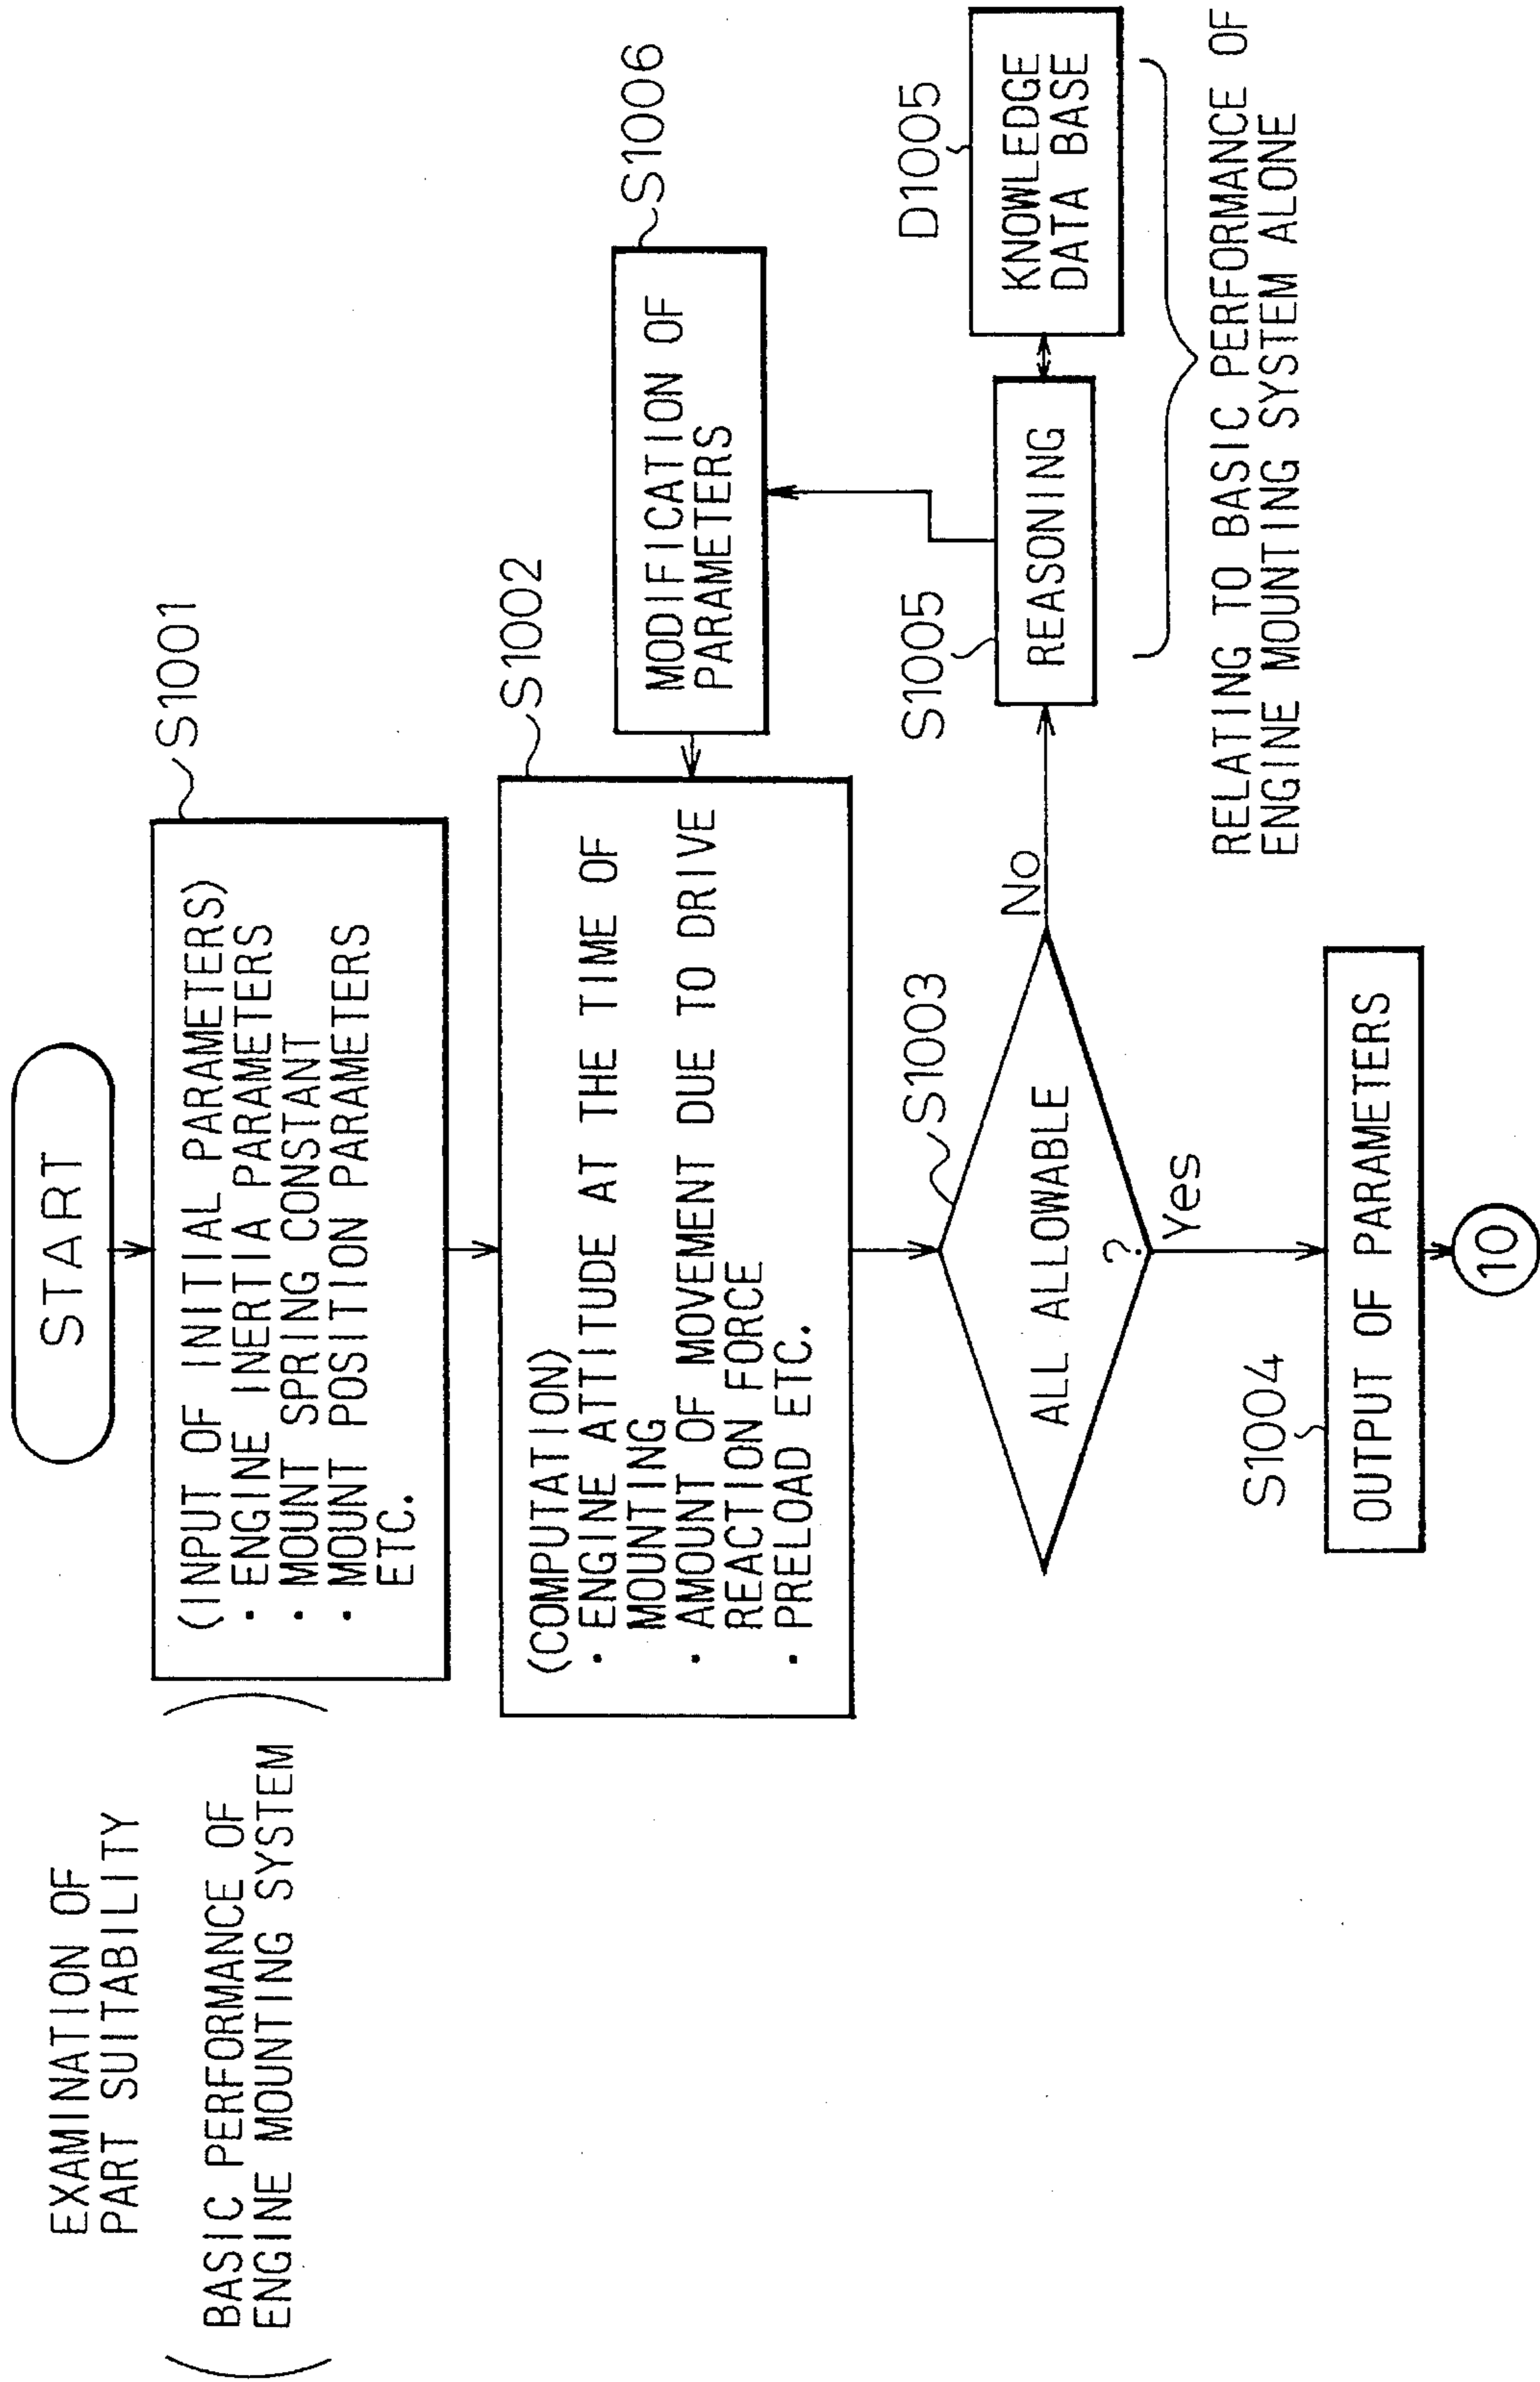 EXAMINATION OF
PART SUITABILITY
BASIC PERFORMANCE OF
ENGINE MOUNTING SYSTEM
START
S1001
(INPUT OF INITIAL PARAMETERS)
· ENGINE INERTIA PARAMETERS
· MOUNT SPRING CONSTANT
· MOUNT POSITION PARAMETERS
ETC.
S1002
(COMPUTATION)
· ENGINE ATTITUDE AT THE TIME OF
MOUNTING
· AMOUNT OF MOVEMENT DUE TO DRIVE
REACTION FORCE
· PRELOAD ETC.
S1006
MODIFICATION OF
PARAMETERS
S1003
ALL ALLOWABLE
?
No
Yes
S1005
REASONING
D1005
KNOWLEDGE
DATA BASE
RELATING TO BASIC PERFORMANCE OF
ENGINE MOUNTING SYSTEM ALONE
S1004
OUTPUT OF PARAMETERS
10